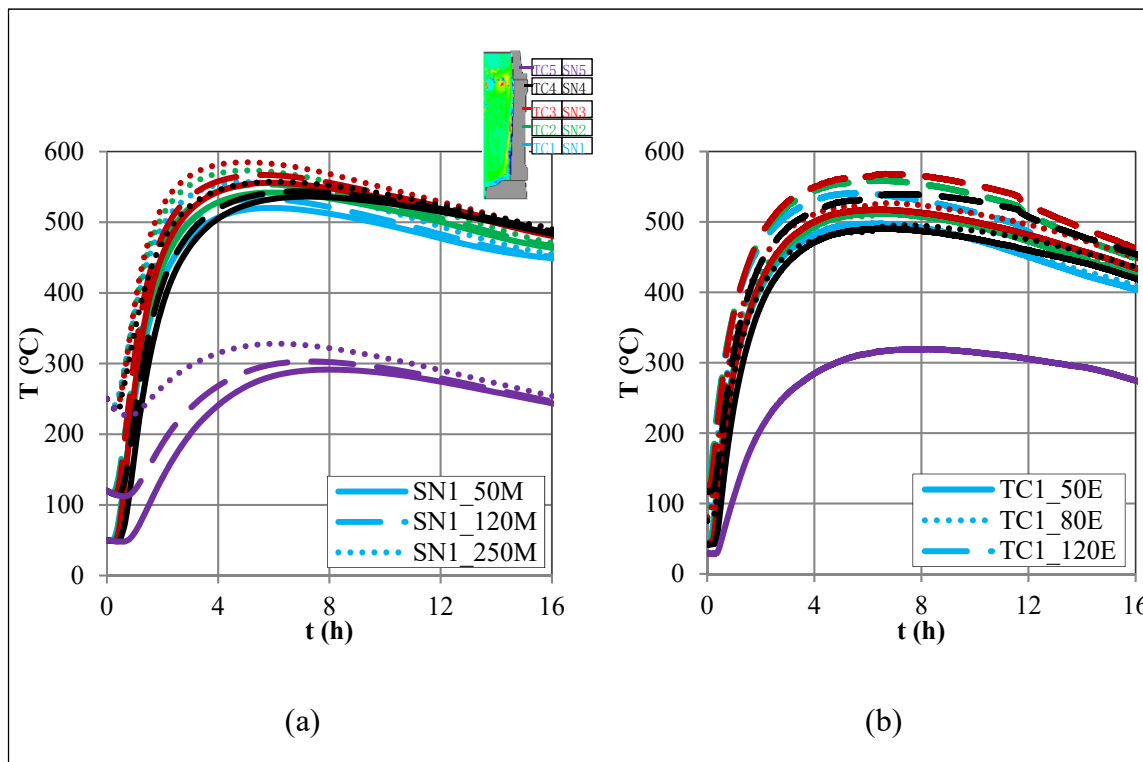 TC5 SN5
TC4 SN4
TC3 SN3
TC2 SN2
TC1 SN1
600
500
400
300
200
100
0
T (°C)
0 4 8 12 16
t (h)
SN1_50M
SN1_120M
SN1_250M
(a)
600
500
400
300
200
100
0
T (°C)
0 4 8 12 16
t (h)
TC1_50E
TC1_80E
TC1_120E
(b)